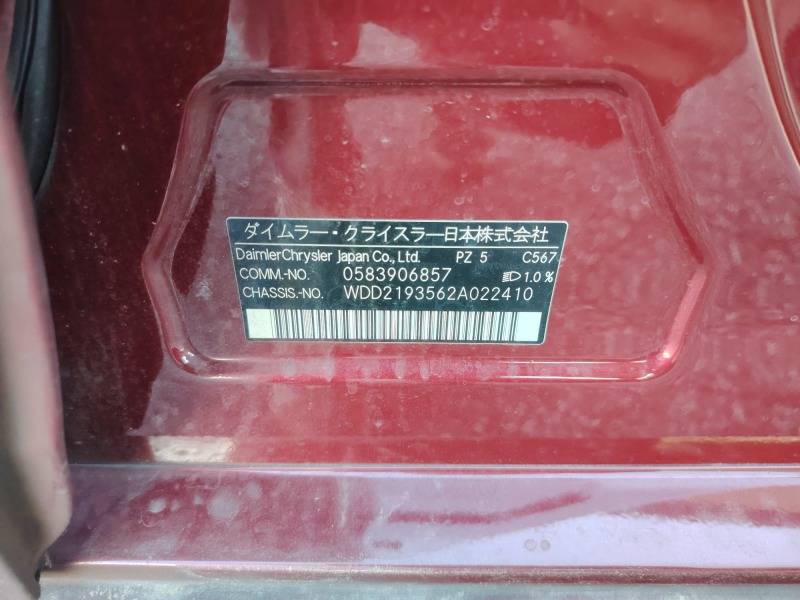 ダイムラー・クライスラー日本株式会社
DaimlerChrysler Japan Co.,Ltd. PZ 5 C567
COMM.-NO. 0583906857 1.0 %
CHASSIS.-NO. WDD2193562A022410